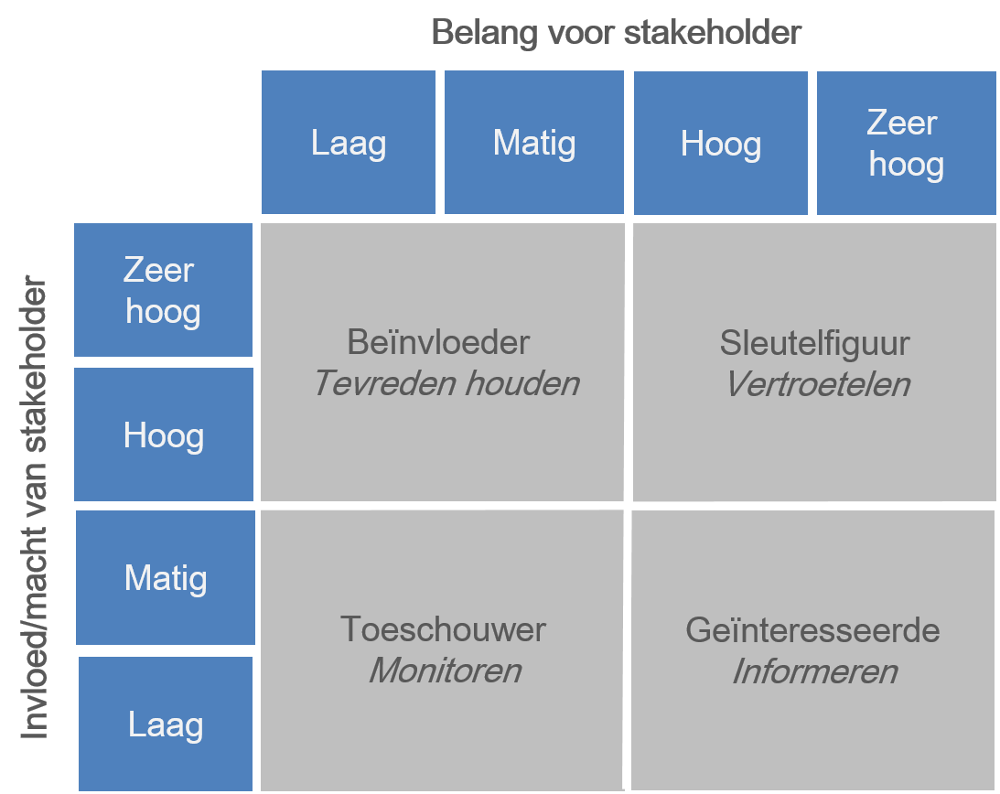 Belang voor stakeholder
Laag
Matig
Hoog
Zeer
hoog
Invloed/macht van stakeholder
Zeer
hoog
Hoog
Matig
Laag
Beïnvloeder
Tevreden houden
Sleutelfiguur
Vertroetelen
Toeschouwer
Monitoren
Geïnteresseerde
Informeren